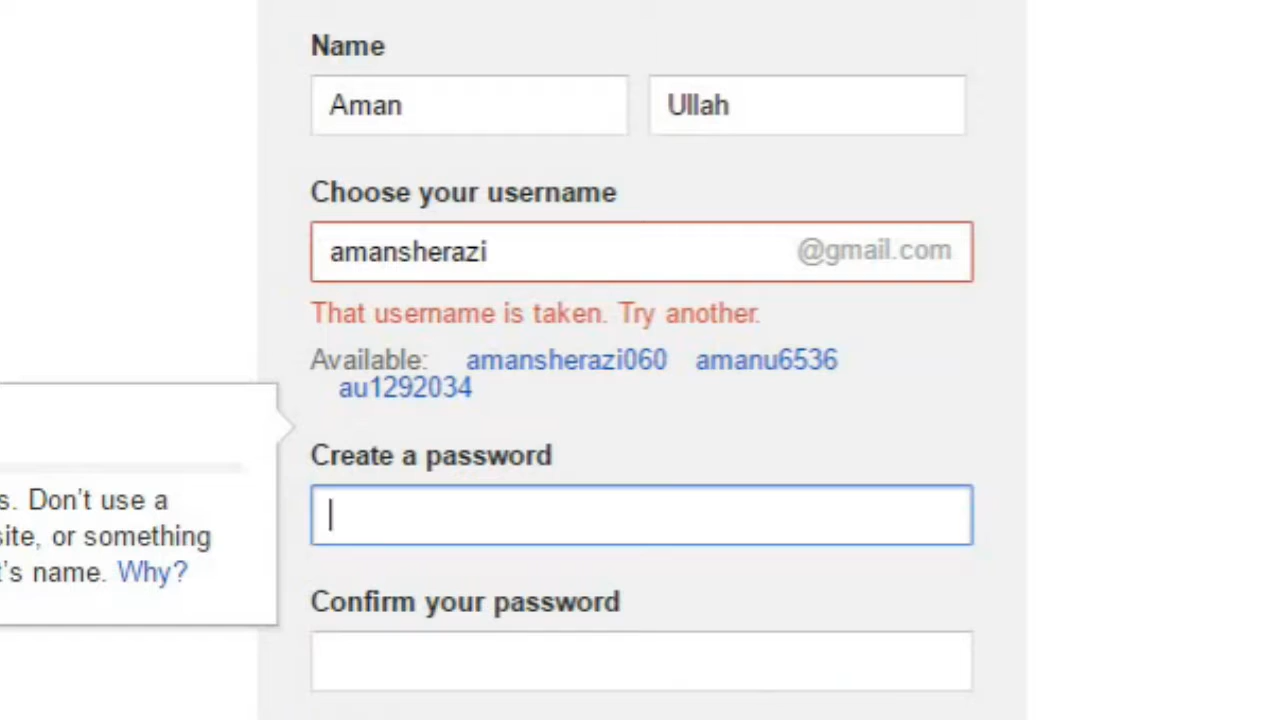 Name
Aman Ullah
Choose your username
amansherazi @gmail.com
That username is taken. Try another.
Available: amansherazi060 amanu6536
au1292034
Create a password
s. Don't use a
site, or something
t's name. Why?
Confirm your password